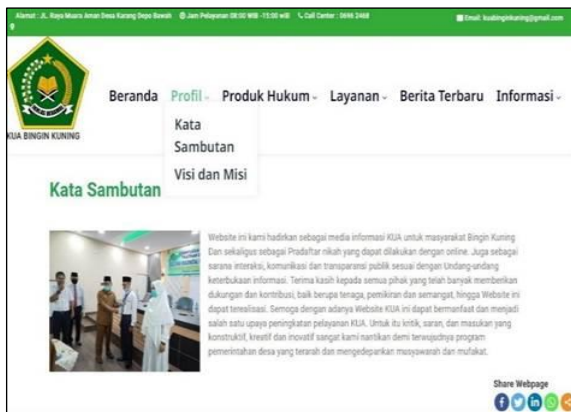 Alamat : JL. Raya Muara Aman Desa Karang Depo Bawah Jam Pelayanan 08:00 WIB -15:00 wib Call Center : 0696 2468 Email: kuabinginkuning@gmail.com
Beranda Profil Produk Hukum Layanan Berita Terbaru Informasi
KUA BINGIN KUNING
Kata
Sambutan
Visi dan Misi
Kata Sambutan
Website ini kami hadirkan sebagai media informasi KUA untuk masyarakat Bingin Kuning
Dan sekaligus sebagai Pradaftar nikah yang dapat dilakukan dengan online. Juga sebagai
sarana interaksi, komunikasi dan transparansi publik sesuai dengan Undang-undang
keterbukaan informasi. Terima kasih kepada semua pihak yang telah banyak memberikan
dukungan dan kontribusi, baik berupa tenaga, pemikiran dan semangat, hingga Website ini
dapat terealisasi. Semoga dengan adanya Website KUA ini dapat bermanfaat dan menjadi
salah satu upaya peningkatan pelayanan KUA. Untuk itu kritik, saran, dan masukan yang
konstruktif, kreatif dan inovatif sangat kami nantikan demi terwujudnya program
pemerintahan desa yang terarah dan mengedepankan musyawarah dan mufakat.
Share Webpage